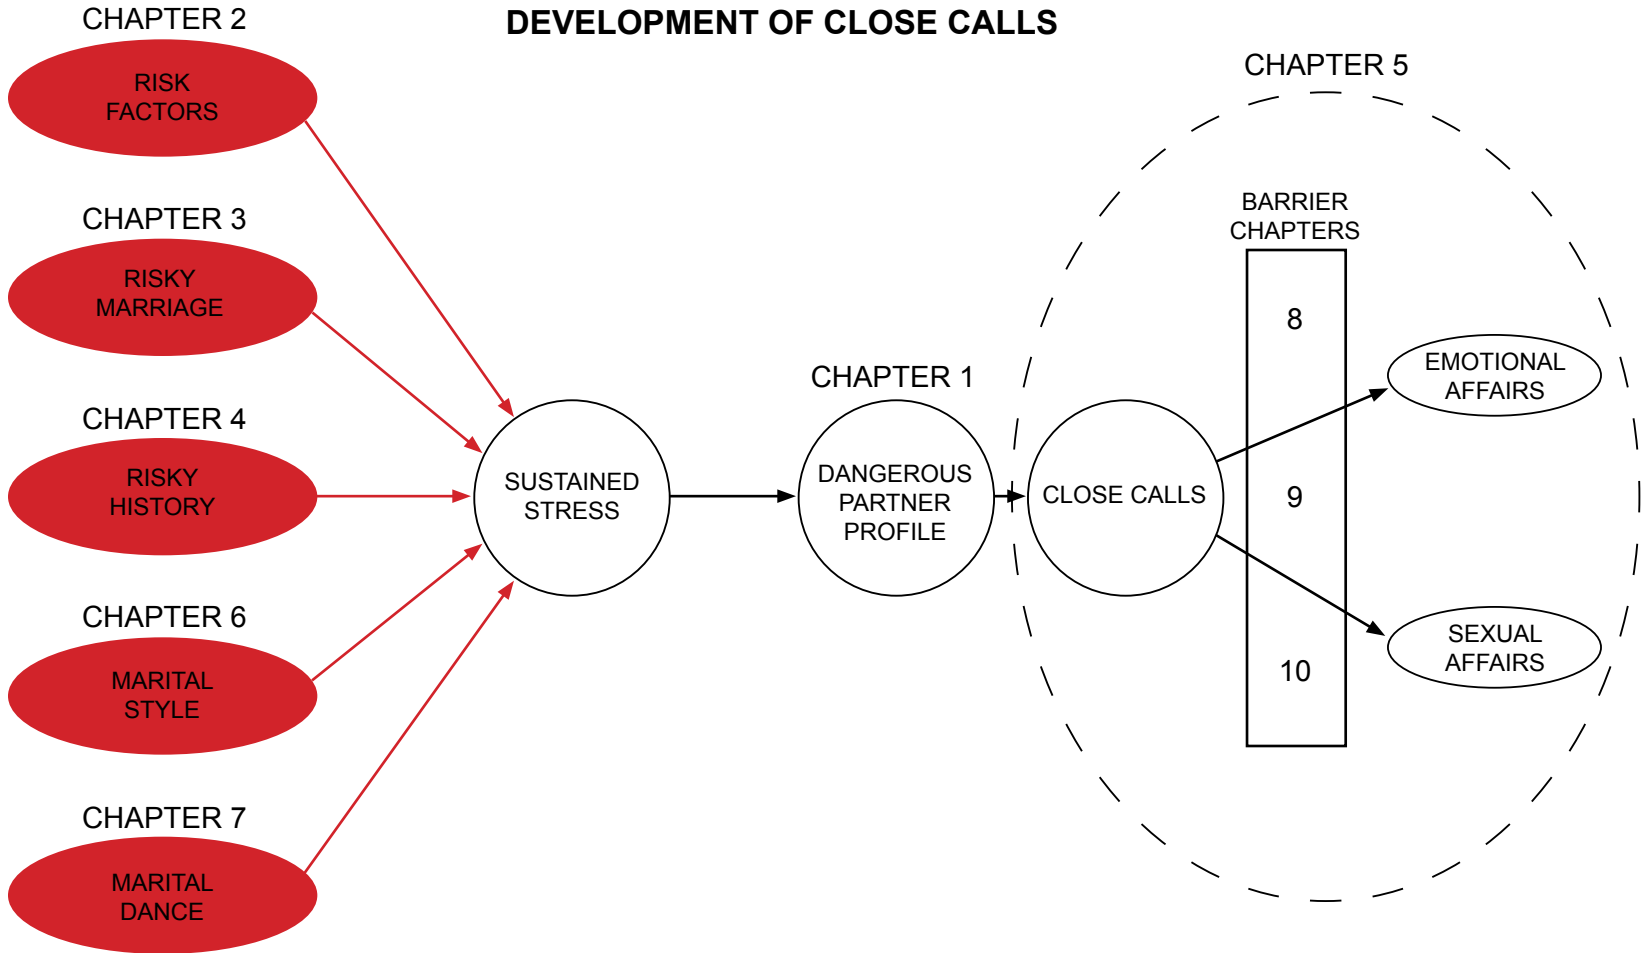 DEVELOPMENT OF CLOSE CALLS
CHAPTER 2
RISK
FACTORS
CHAPTER 3
RISKY
MARRIAGE
CHAPTER 4
RISKY
HISTORY
CHAPTER 6
MARITAL
STYLE
CHAPTER 7
MARITAL
DANCE
SUSTAINED
STRESS
CHAPTER 1
DANGEROUS
PARTNER
PROFILE
CHAPTER 5
CLOSE CALLS
BARRIER
CHAPTERS
8
9
10
EMOTIONAL
AFFAIRS
SEXUAL
AFFAIRS